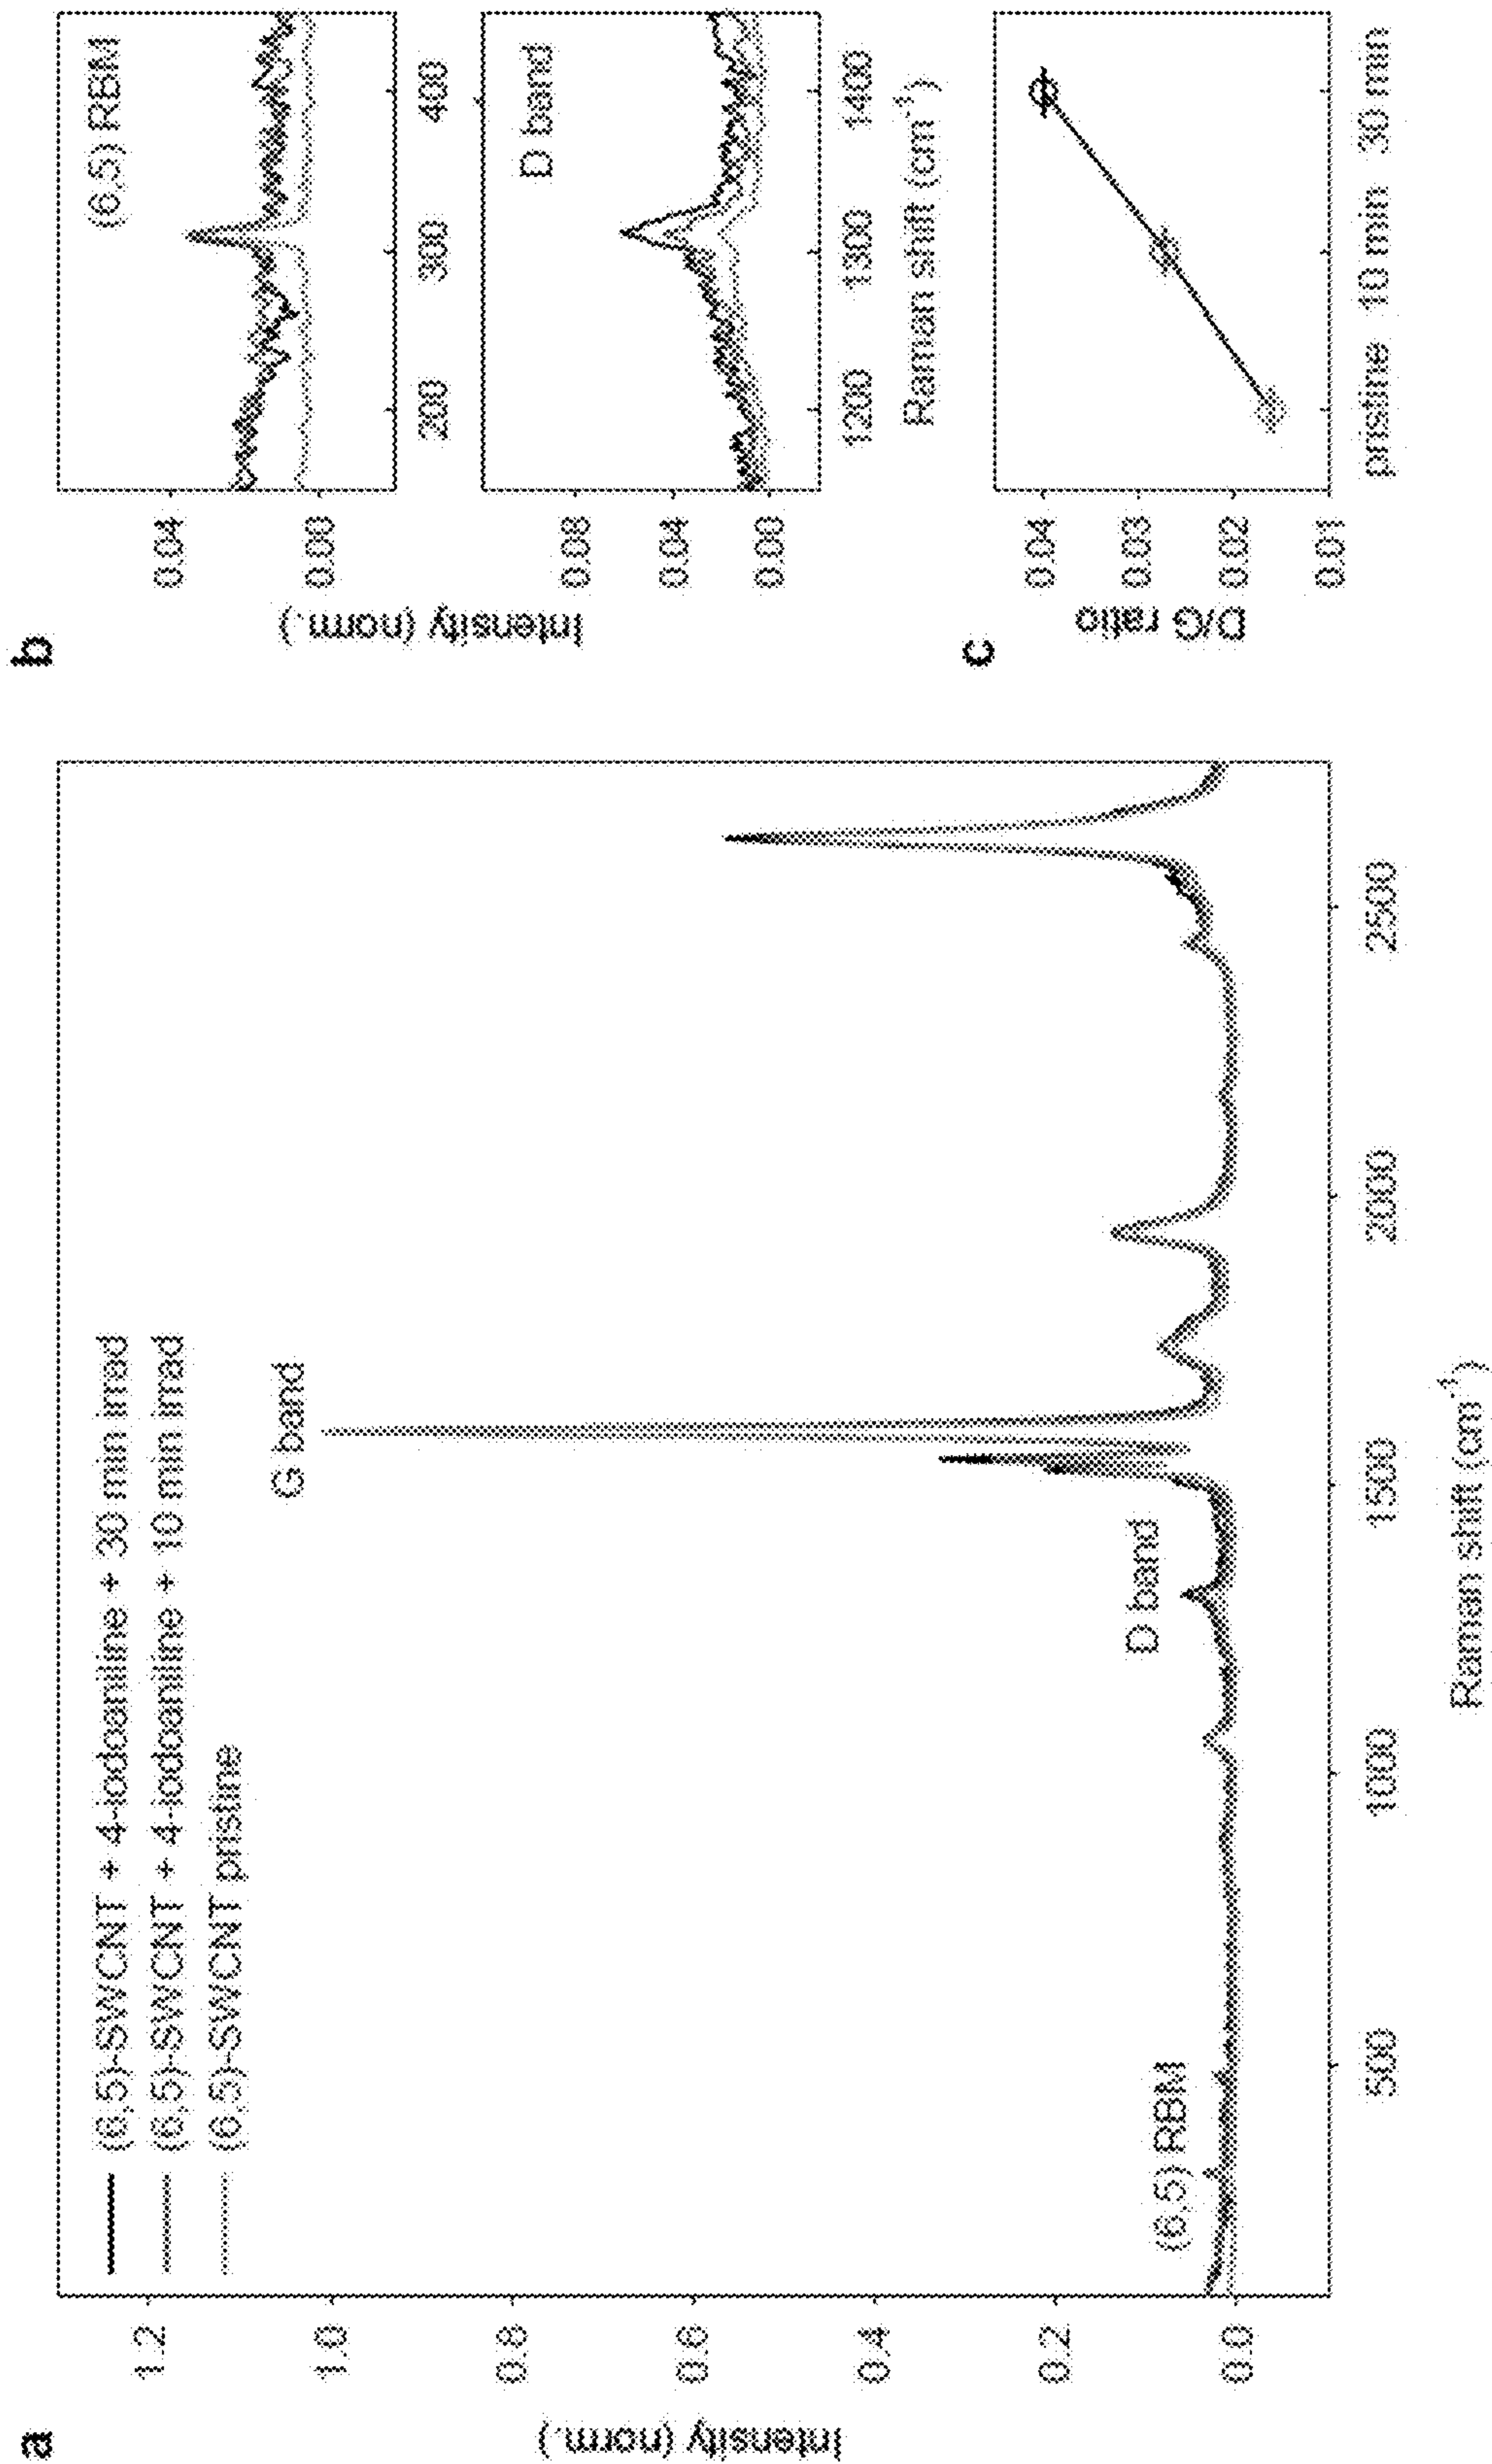 a
(6,5)-SWCNT + 4-iodoaniline + 30 min irrad
(6,5)-SWCNT + 4-iodoaniline + 10 min irrad
(6,5)-SWCNT pristine
G band
D band
(6,5) RBM
Intensity (norm.)
1.2
1.0
0.8
0.6
0.4
0.2
0.0
500
1000
1500
2000
2500
Raman shift (cm⁻¹)
b
(6,5) RBM
0.04
0.00
200
300
400
Intensity (norm.)
D band
0.08
0.04
0.00
1200
1300
1400
Raman shift (cm⁻¹)
c
D/G ratio
0.04
0.03
0.02
0.01
pristine
10 min
30 min